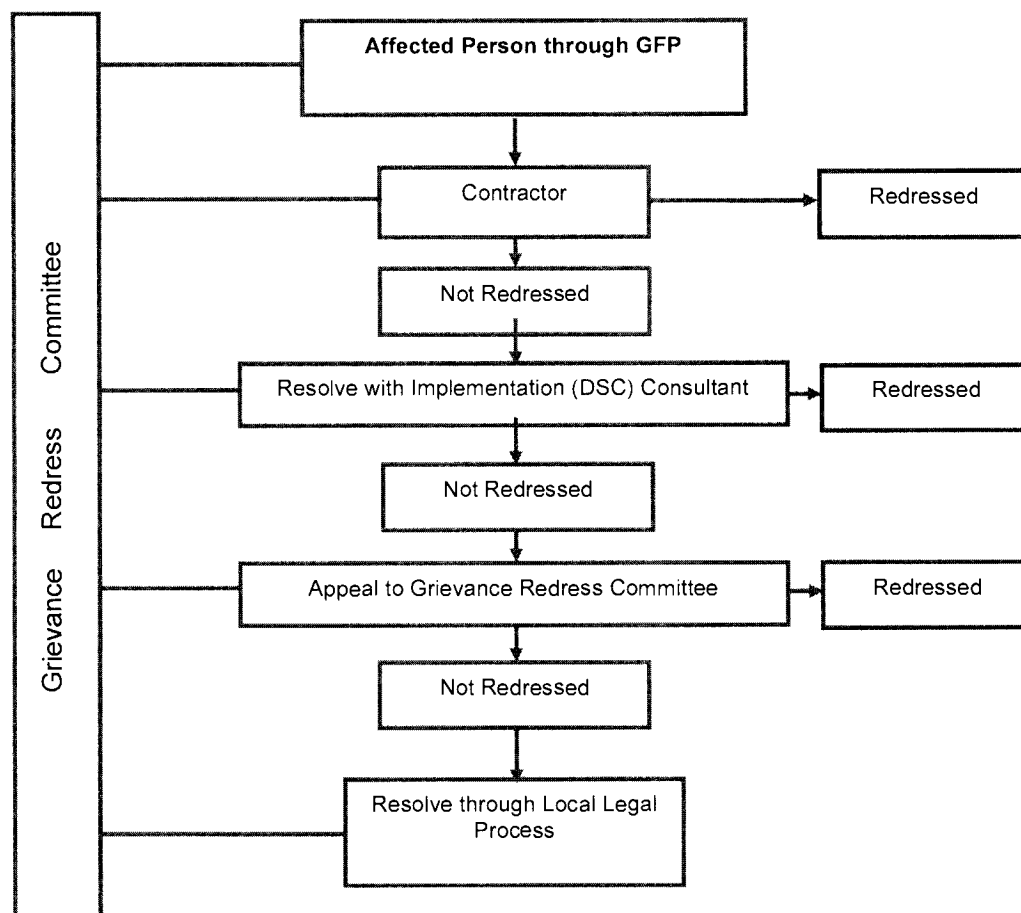 Affected Person through GFP
Contractor
Redressed
Not Redressed
Resolve with Implementation (DSC) Consultant
Redressed
Not Redressed
Appeal to Grievance Redress Committee
Redressed
Not Redressed
Resolve through Local Legal
Process
Grievance Redress Committee